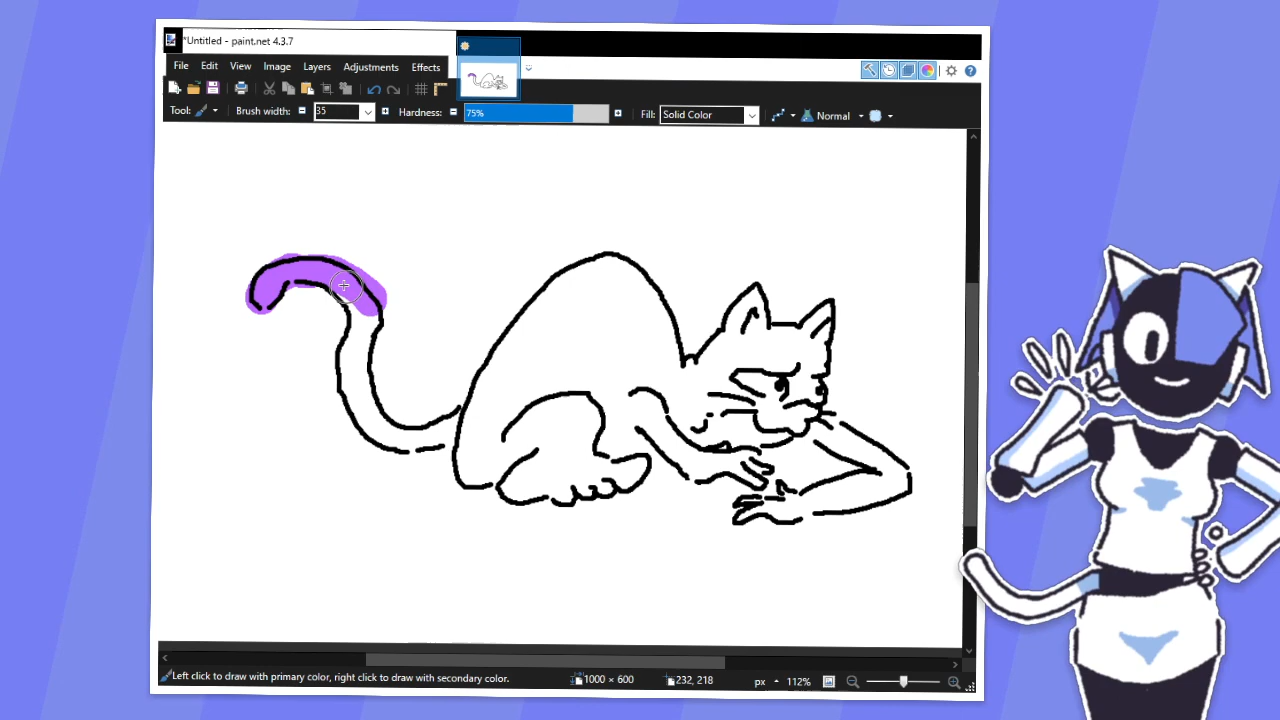 *Untitled - paint.net 4.3.7
File Edit View Image Layers Adjustments Effects
Tool: Brush width: 35 Hardness: 75% Fill: Solid Color Normal
Left click to draw with primary color, right click to draw with secondary color. 1000 × 600 232, 218 px 112%